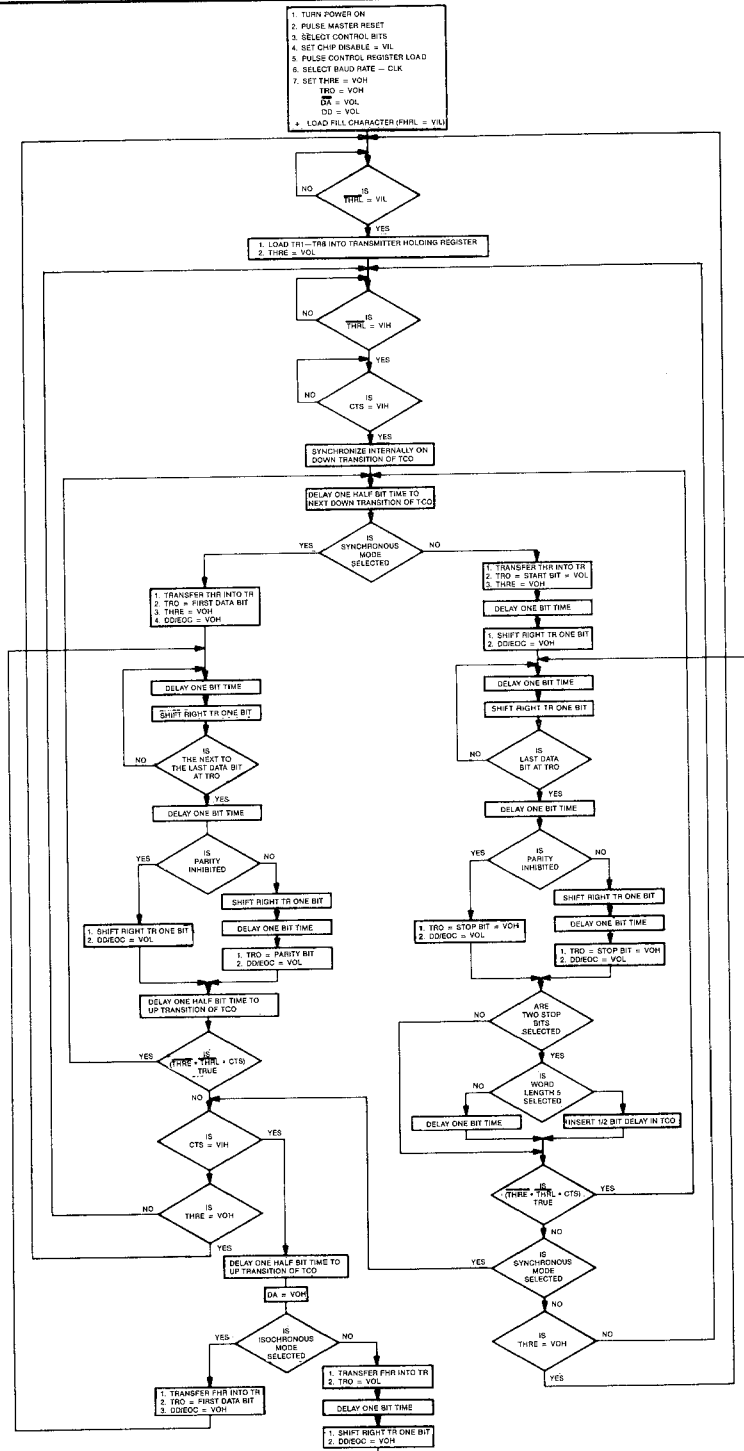 1. TURN POWER ON
2. PULSE MASTER RESET
3. SELECT CONTROL BITS
4. SET CHIP DISABLE = VIL
5. PULSE CONTROL REGISTER LOAD
6. SELECT BAUD RATE — CLK
7. SET THRE = VOH
TRO = VOH
DA = VOL
DD = VOL
+ LOAD FILL CHARACTER (FHRL = VIL)
IS
THRL = VIL
NO
YES
1. LOAD TR1—TR8 INTO TRANSMITTER HOLDING REGISTER
2. THRE = VOL
IS
THRL = VIH
NO
YES
IS
CTS = VIH
NO
YES
SYNCHRONIZE INTERNALLY ON
DOWN TRANSITION OF TCO
DELAY ONE HALF BIT TIME TO
NEXT DOWN TRANSITION OF TCO
IS
SYNCHRONOUS
MODE
SELECTED
YES
NO
1. TRANSFER THR INTO TR
2. TRO = FIRST DATA BIT
3. THRE = VOH
4. DD/EOC = VOH
DELAY ONE BIT TIME
SHIFT RIGHT TR ONE BIT
IS
THE NEXT TO
THE LAST DATA BIT
AT TRO
NO
YES
DELAY ONE BIT TIME
IS
PARITY
INHIBITED
YES
NO
1. SHIFT RIGHT TR ONE BIT
2. DD/EOC = VOL
SHIFT RIGHT TR ONE BIT
DELAY ONE BIT TIME
1. TRO = PARITY BIT
2. DD/EOC = VOL
DELAY ONE HALF BIT TIME TO
UP TRANSITION OF TCO
IS
(THRE • THRL • CTS)
TRUE
YES
NO
IS
CTS = VIH
YES
IS
THRE = VOH
NO
YES
DELAY ONE HALF BIT TIME TO
UP TRANSITION OF TCO
DA = VOH
IS
ISOCHRONOUS
MODE
SELECTED
YES
NO
1. TRANSFER FHR INTO TR
2. TRO = FIRST DATA BIT
3. DD/EOC = VOH
1. TRANSFER FHR INTO TR
2. TRO = VOL
DELAY ONE BIT TIME
1. SHIFT RIGHT TR ONE BIT
2. DD/EOC = VOH
1. TRANSFER THR INTO TR
2. TRO = START BIT = VOL
3. THRE = VOH
DELAY ONE BIT TIME
1. SHIFT RIGHT TR ONE BIT
2. DD/EOC = VOH
DELAY ONE BIT TIME
SHIFT RIGHT TR ONE BIT
IS
LAST DATA
BIT AT TRO
NO
YES
DELAY ONE BIT TIME
IS
PARITY
INHIBITED
YES
NO
1. TRO = STOP BIT = VOH
2. DD/EOC = VOL
SHIFT RIGHT TR ONE BIT
DELAY ONE BIT TIME
1. TRO = STOP BIT = VOH
2. DD/EOC = VOL
ARE
TWO STOP
BITS
SELECTED
NO
YES
IS
WORD
LENGTH 5
SELECTED
NO
YES
DELAY ONE BIT TIME
INSERT 1/2 BIT DELAY IN TCO
IS
(THRE • THRL • CTS)
TRUE
YES
NO
IS
SYNCHRONOUS
MODE
SELECTED
YES
NO
IS
THRE = VOH
NO
YES